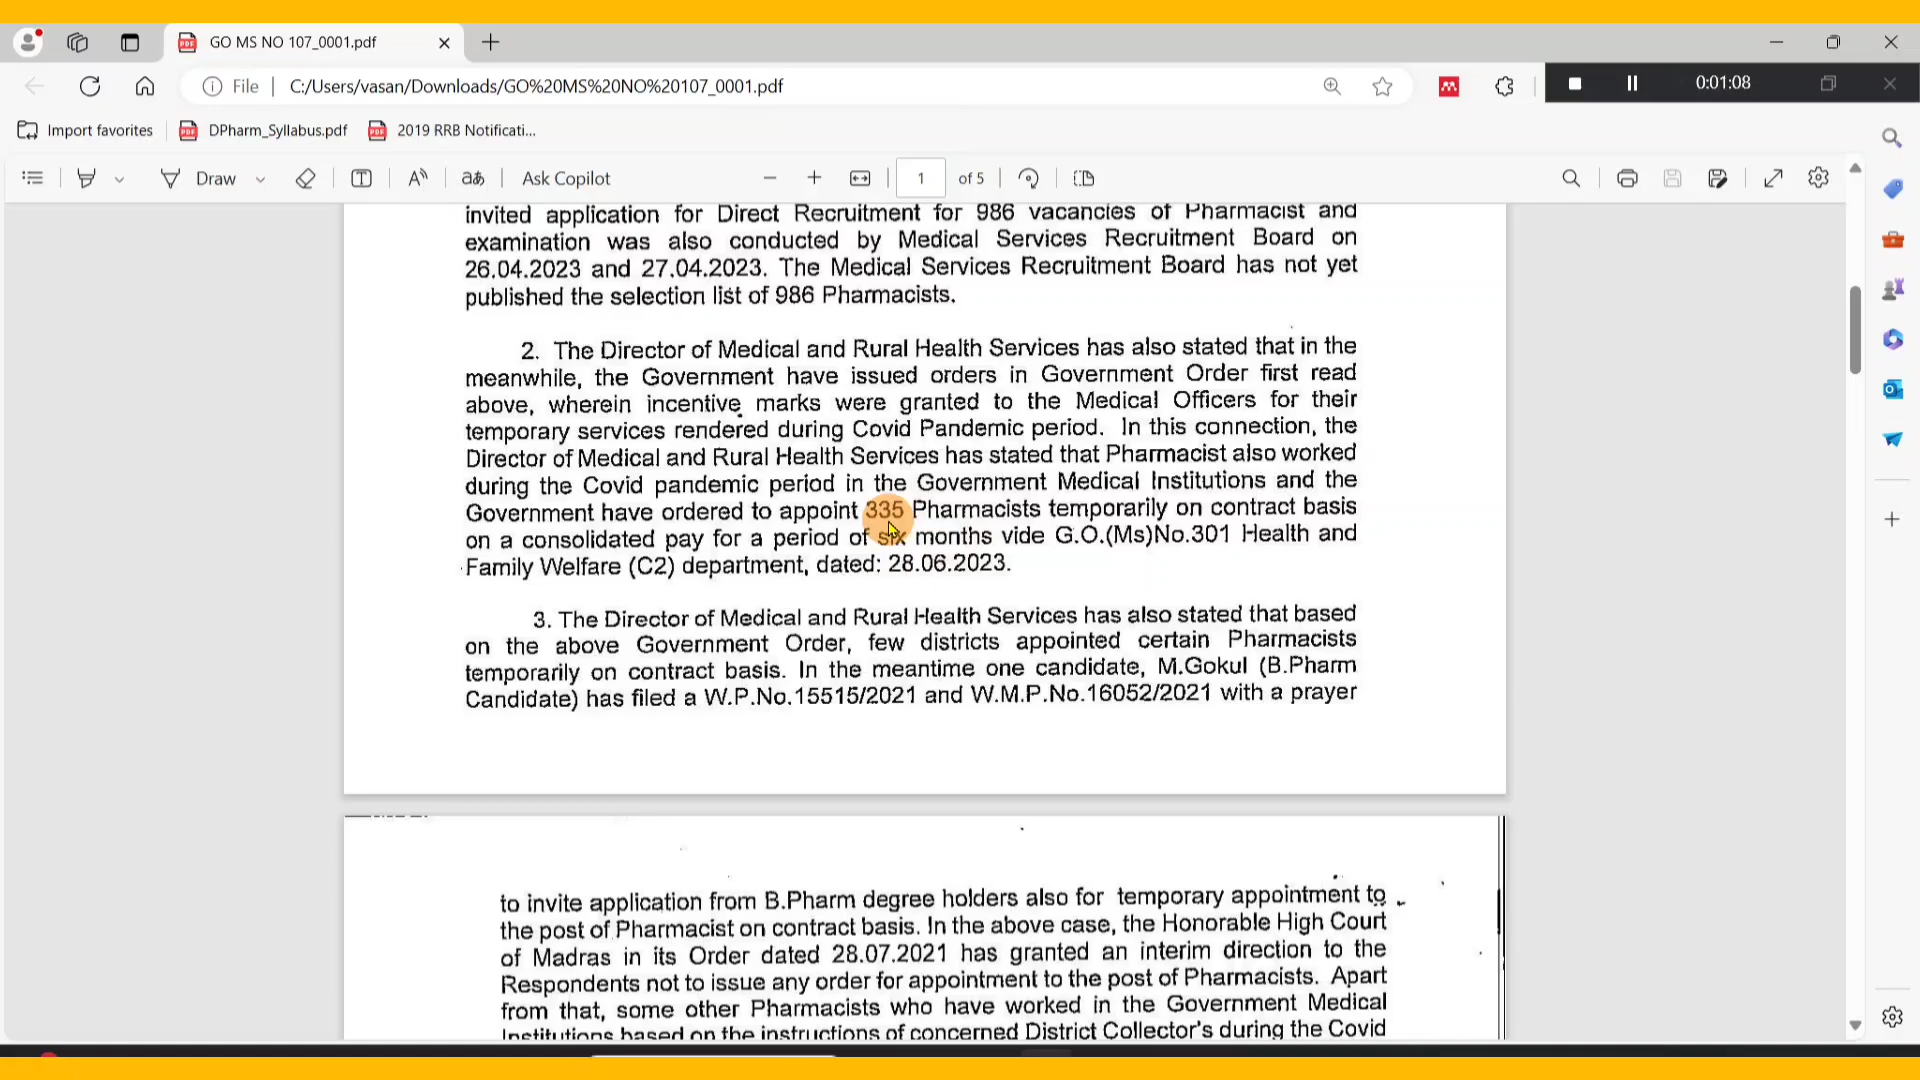 GO MS NO 107_0001.pdf
File
C:/Users/vasan/Downloads/GO%20MS%20NO%20107_0001.pdf
0:01:08
Import favorites
DPharm_Syllabus.pdf
2019 RRB Notificati...
Draw
aあ
Ask Copilot
1
of 5
invited application for Direct Recruitment for 986 vacancies of Pharmacist and
examination was also conducted by Medical Services Recruitment Board on
26.04.2023 and 27.04.2023. The Medical Services Recruitment Board has not yet
published the selection list of 986 Pharmacists.
2. The Director of Medical and Rural Health Services has also stated that in the
meanwhile, the Government have issued orders in Government Order first read
above, wherein incentive marks were granted to the Medical Officers for their
temporary services rendered during Covid Pandemic period. In this connection, the
Director of Medical and Rural Health Services has stated that Pharmacist also worked
during the Covid pandemic period in the Government Medical Institutions and the
Government have ordered to appoint 335 Pharmacists temporarily on contract basis
on a consolidated pay for a period of six months vide G.O.(Ms)No.301 Health and
Family Welfare (C2) department, dated: 28.06.2023.
3. The Director of Medical and Rural Health Services has also stated that based
on the above Government Order, few districts appointed certain Pharmacists
temporarily on contract basis. In the meantime one candidate, M.Gokul (B.Pharm
Candidate) has filed a W.P.No.15515/2021 and W.M.P.No.16052/2021 with a prayer
to invite application from B.Pharm degree holders also for temporary appointment to
the post of Pharmacist on contract basis. In the above case, the Honorable High Court
of Madras in its Order dated 28.07.2021 has granted an interim direction to the
Respondents not to issue any order for appointment to the post of Pharmacists. Apart
from that, some other Pharmacists who have worked in the Government Medical
Institutions based on the instructions of concerned District Collector's during the Covid